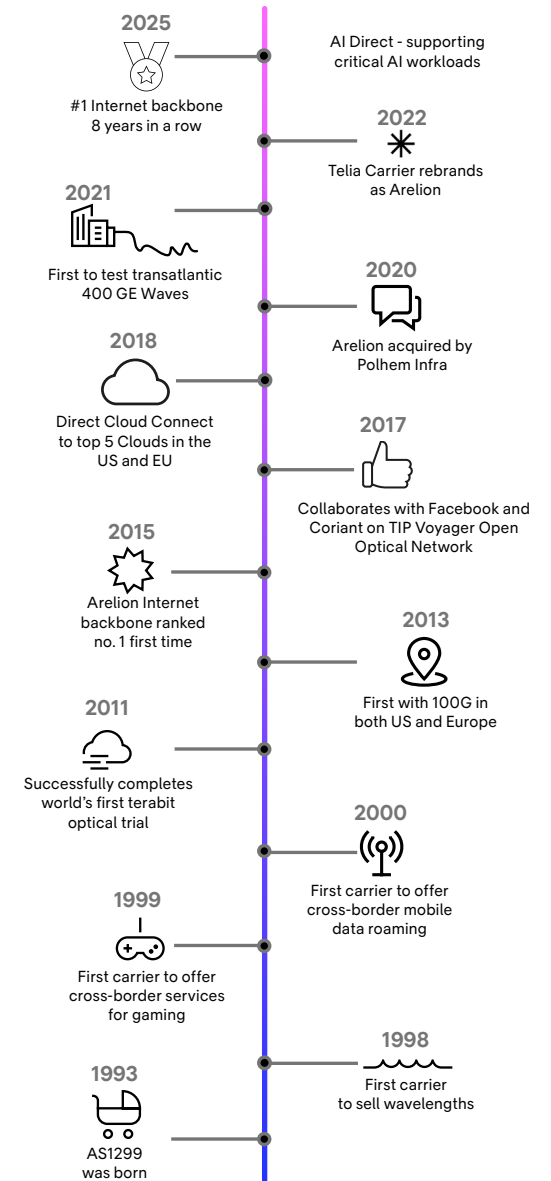 2025
#1 Internet backbone
8 years in a row
AI Direct - supporting
critical AI workloads
2022
Telia Carrier rebrands
as Arelion
2021
First to test transatlantic
400 GE Waves
2020
Arelion acquired by
Polhem Infra
2018
Direct Cloud Connect
to top 5 Clouds in the
US and EU
2017
Collaborates with Facebook and
Coriant on TIP Voyager Open
Optical Network
2015
Arelion Internet
backbone ranked
no. 1 first time
2013
First with 100G in
both US and Europe
2011
Successfully completes
world's first terabit
optical trial
2000
First carrier to offer
cross-border mobile
data roaming
1999
First carrier to offer
cross-border services
for gaming
1998
First carrier
to sell wavelengths
1993
AS1299
was born